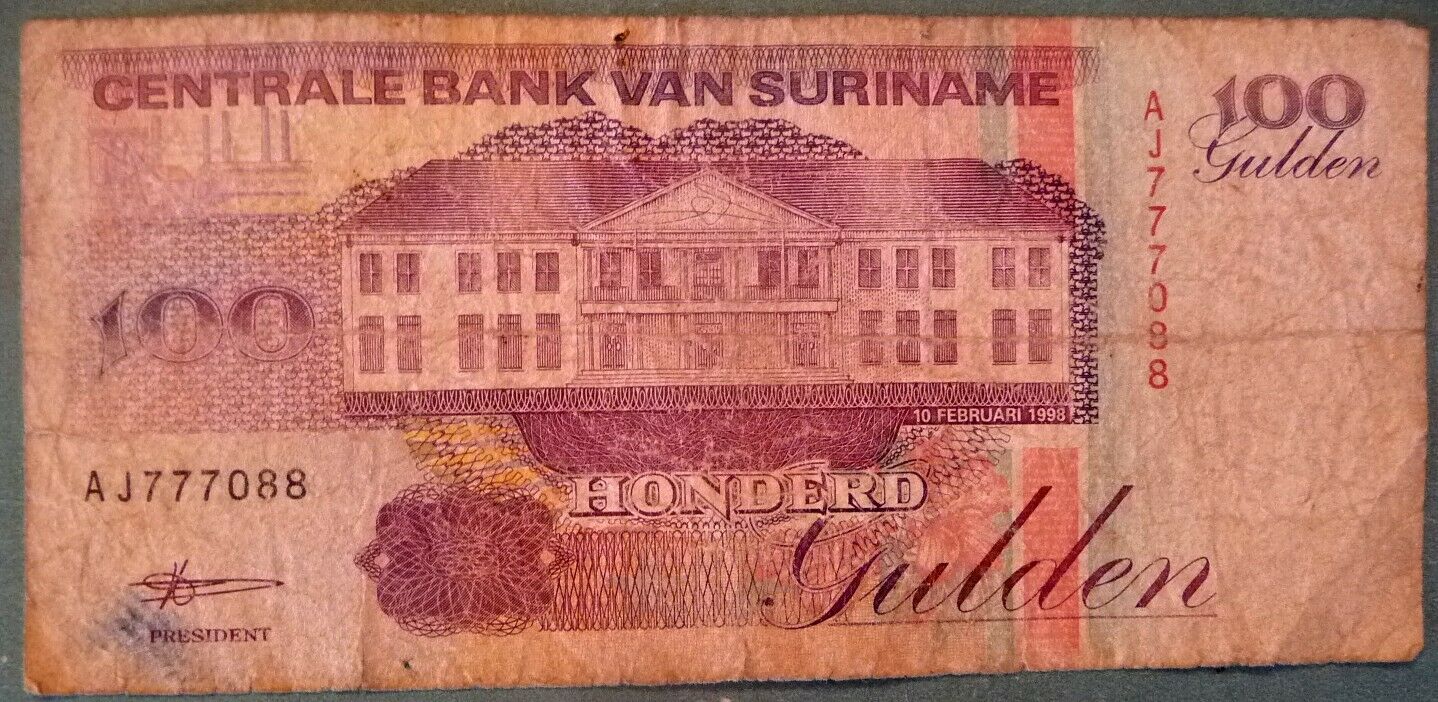 CENTRALE BANK VAN SURINAME
100
Gulden
AJ777088
100
10 FEBRUARI 1998
AJ777088
HONDERD
Gulden
PRESIDENT